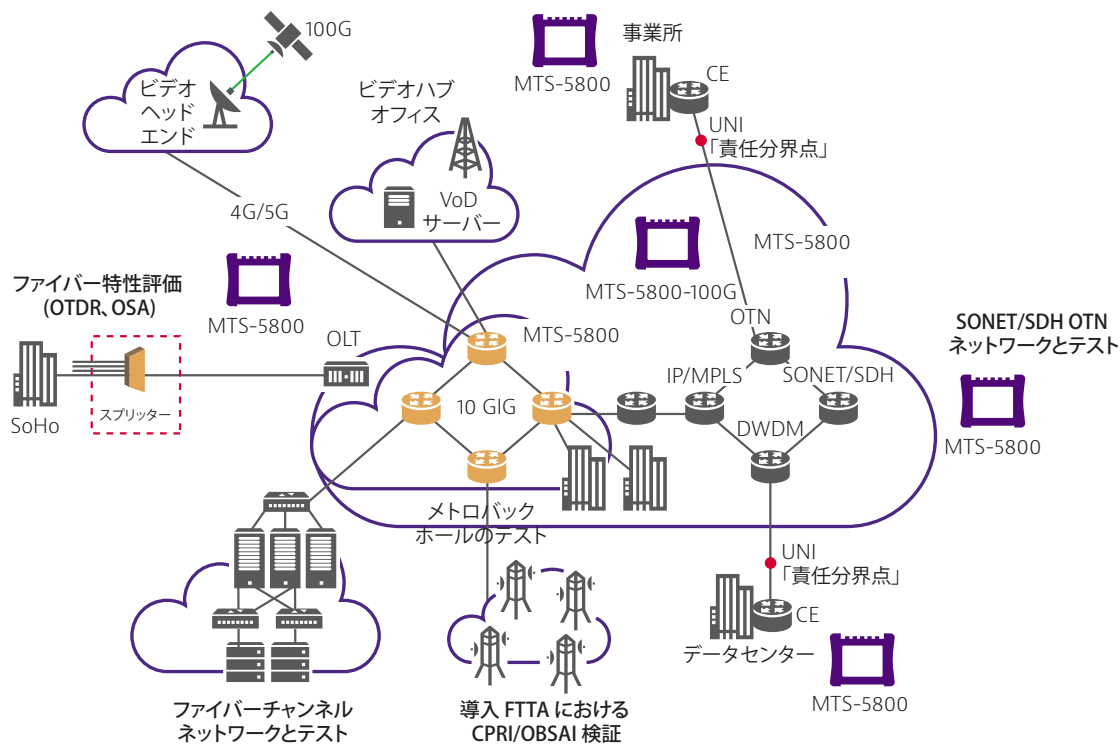 100G
ビデオ
ヘッド
エンド
ビデオハブ
オフィス
VoD
サーバー
4G/5G
事業所
MTS-5800
CE
UNI
「責任分界点」
MTS-5800
MTS-5800-100G
OTN
ファイバー特性評価
(OTDR、OSA)
MTS-5800
OLT
MTS-5800
SoHo
スプリッター
10 GIG
IP/MPLS
SONET/SDH
DWDM
SONET/SDH OTN
ネットワークとテスト
MTS-5800
メトロバック
ホールのテスト
UNI
「責任分界点」
CE
データセンター
MTS-5800
ファイバーチャンネル
ネットワークとテスト
導入 FTTA における
CPRI/OBSAI 検証